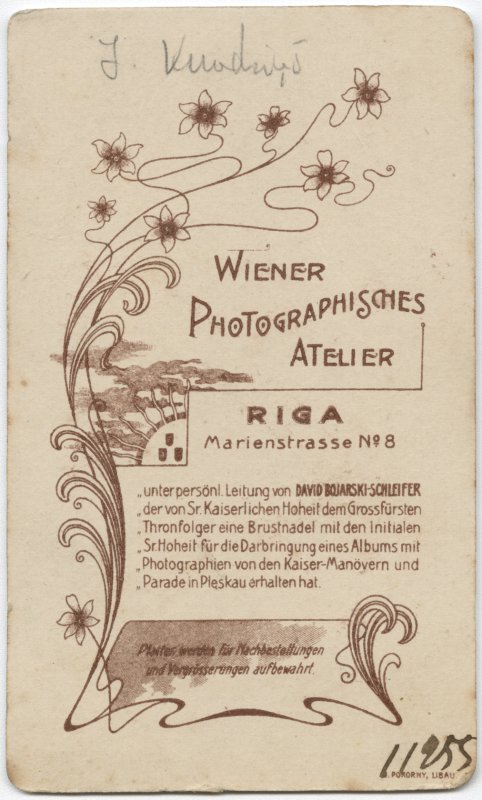 J.
WIENER
PHOTOGRAPHISCHES
ATELIER
RIGA
Marienstrasse No 8
„unter persönl. Leitung von DAVID BOJARSKI-SCHLEIFER
„der von Sr. Kaiserlichen Hoheit dem Grossfürsten
„Thronfolger eine Brustnadel mit den Initialen
„Sr. Hoheit für die Darbringung eines Albums mit
„Photographien von den Kaiser-Manövern und
„Parade in Pleskau erhalten hat.
Platten werden für Nachbestellungen
und Vergrösserungen aufbewahrt.
11255
POKORNY, LIBAU